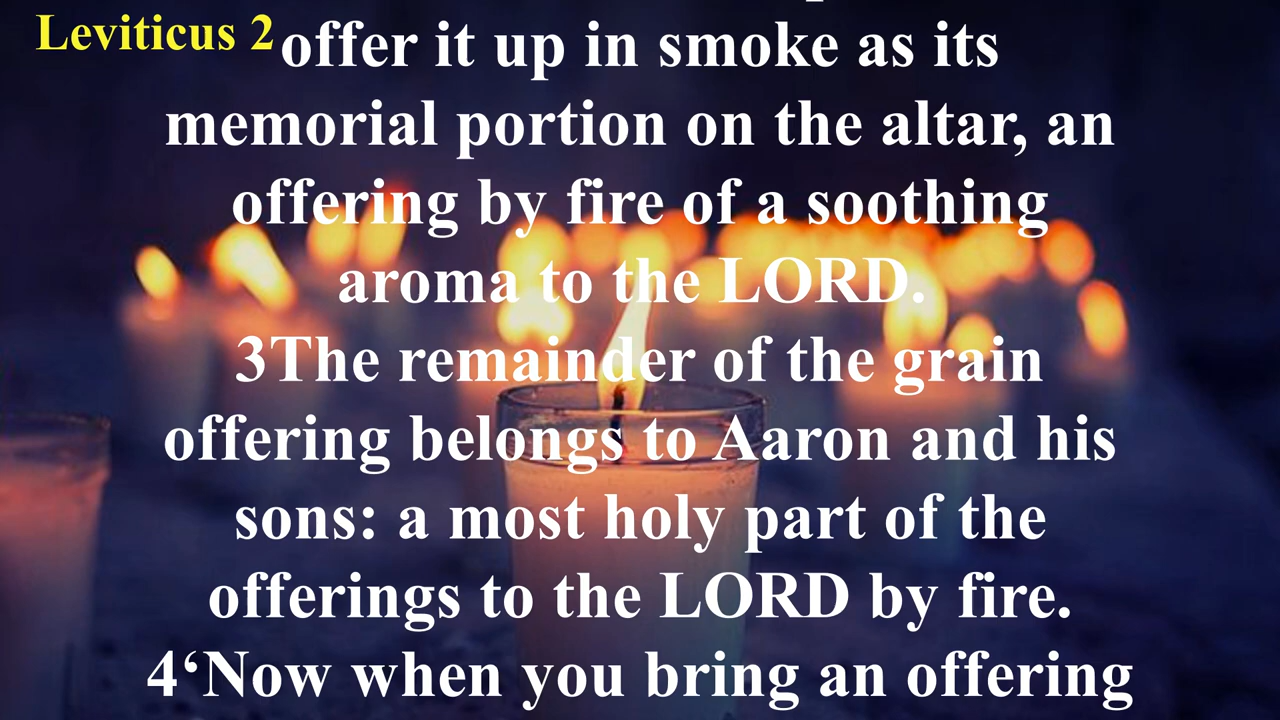 Leviticus 2
offer it up in smoke as its
memorial portion on the altar, an
offering by fire of a soothing
aroma to the LORD.
3The remainder of the grain
offering belongs to Aaron and his
sons: a most holy part of the
offerings to the LORD by fire.
4‘Now when you bring an offering